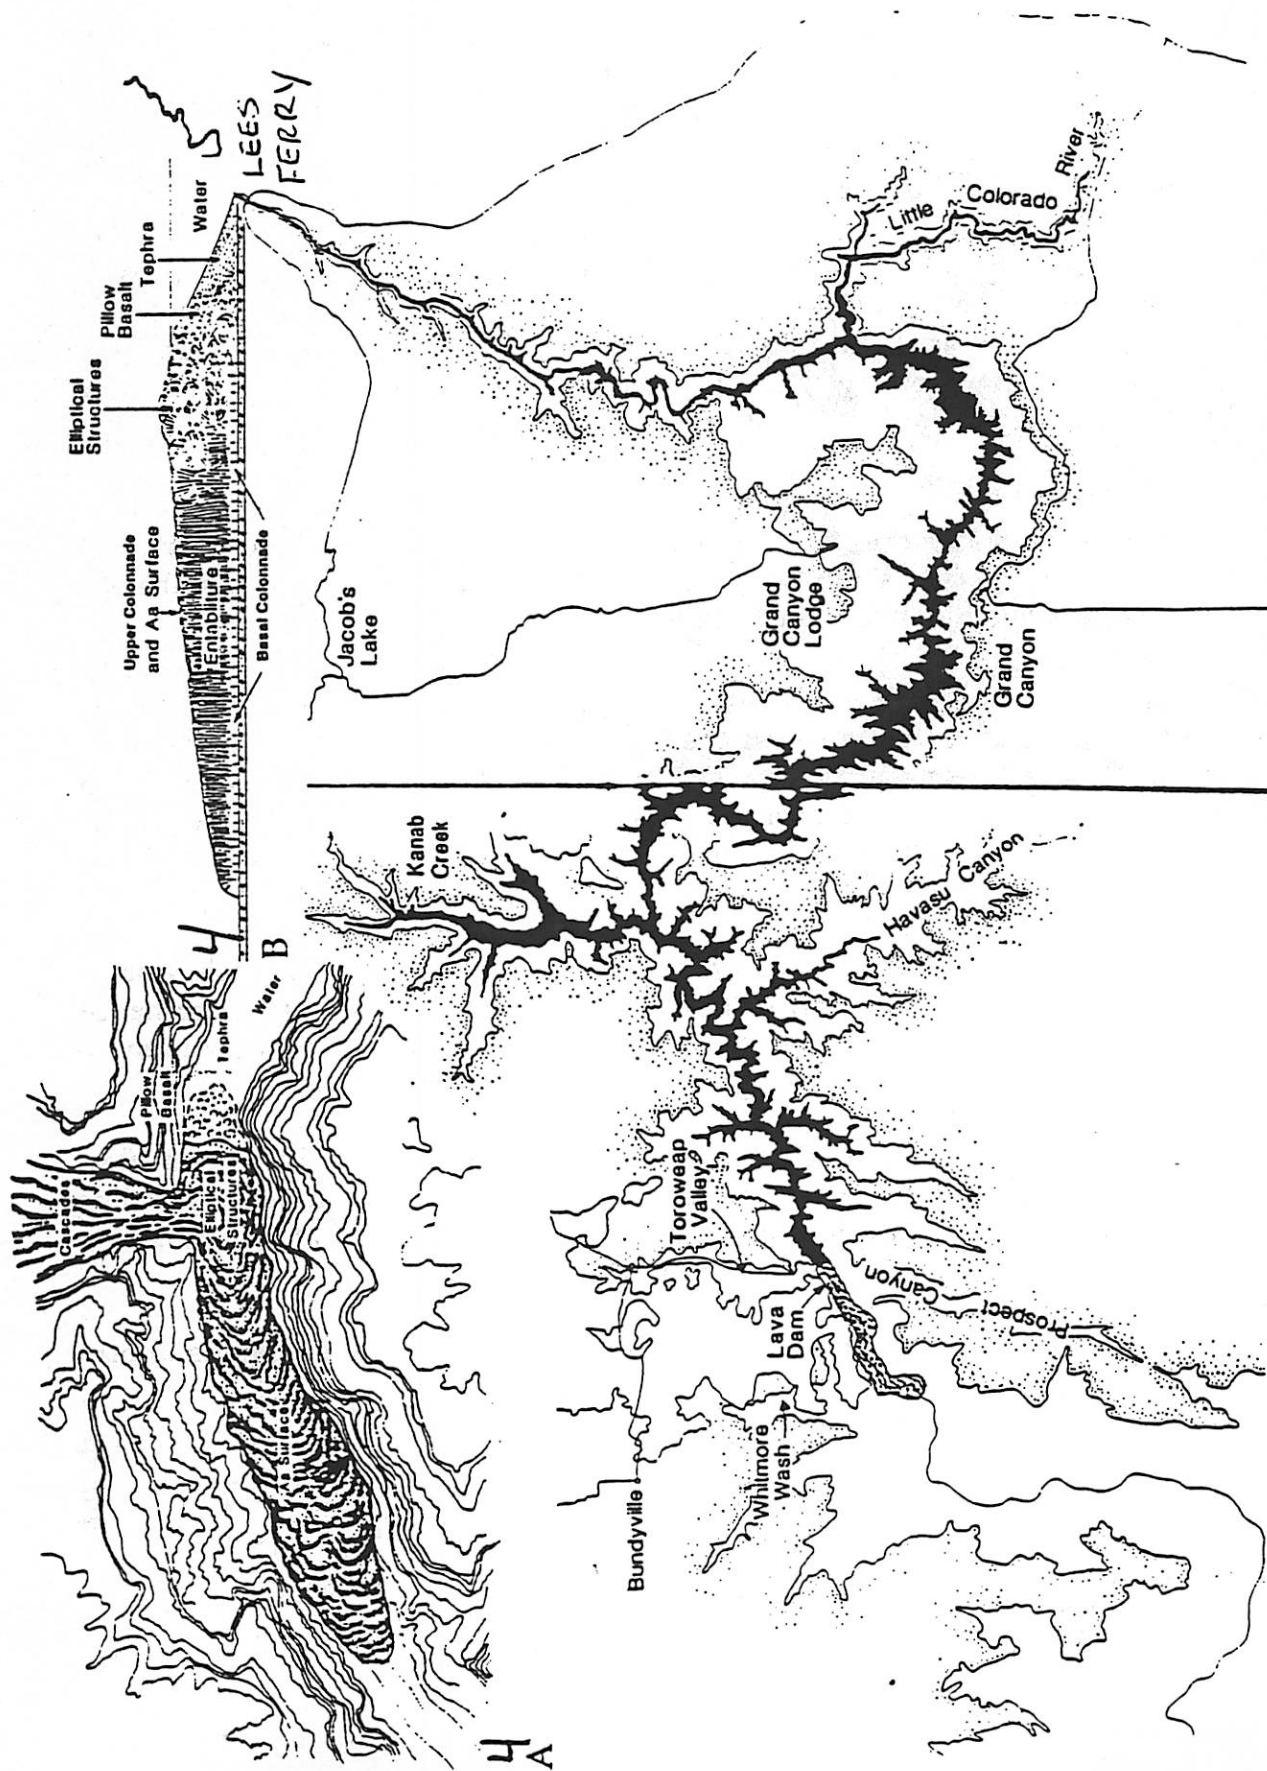 4
A
Cascades
Pillow
Basalt
Tephra
Water
Elliptical
Structures
Aa Surface
4
B
Upper Colonnade
and Aa Surface
Elliptical
Structures
Pillow
Basalt
Tephra
Water
Entablature
Basal Colonnade
LEES
FERRY
Jacob's
Lake
Kanab
Creek
Grand
Canyon
Lodge
Grand
Canyon
Little
Colorado
River
Havasu Canyon
Toroweap
Valley
Lava
Dam
Prospect
Canyon
Whitmore
Wash
Bundyville